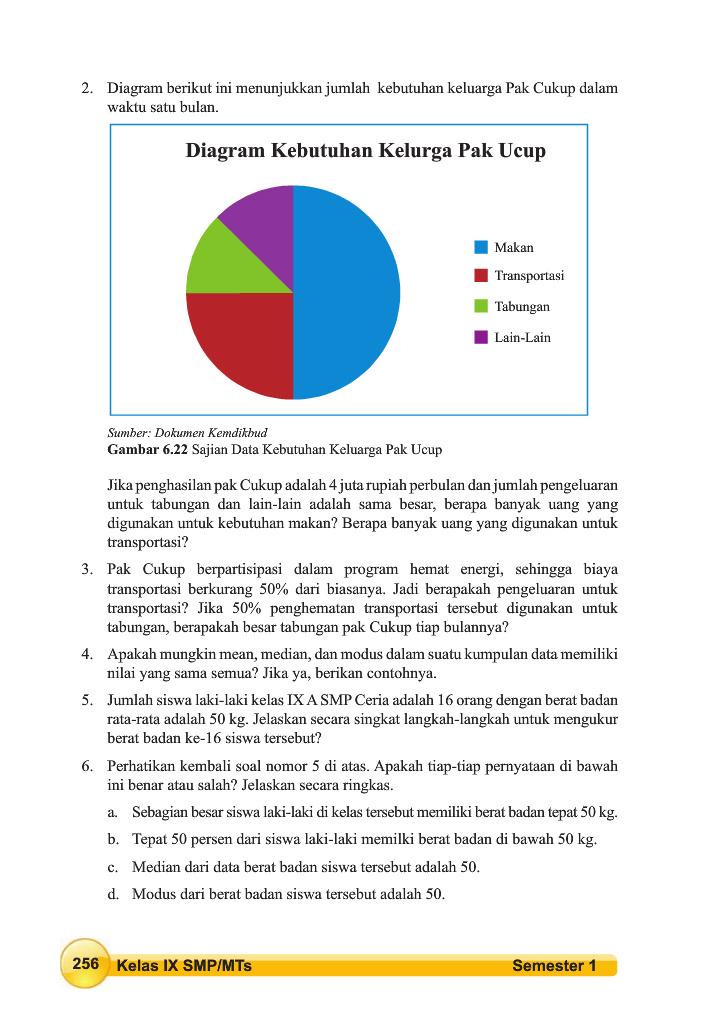 2. Diagram berikut ini menunjukkan jumlah kebutuhan keluarga Pak Cukup dalam
waktu satu bulan.
Diagram Kebutuhan Kelurga Pak Ucup
Makan
Transportasi
Tabungan
Lain-Lain
Sumber: Dokumen Kemdikbud
Gambar 6.22 Sajian Data Kebutuhan Keluarga Pak Ucup
Jika penghasilan pak Cukup adalah 4 juta rupiah perbulan dan jumlah pengeluaran
untuk tabungan dan lain-lain adalah sama besar, berapa banyak uang yang
digunakan untuk kebutuhan makan? Berapa banyak uang yang digunakan untuk
transportasi?
3. Pak Cukup berpartisipasi dalam program hemat energi, sehingga biaya
transportasi berkurang 50% dari biasanya. Jadi berapakah pengeluaran untuk
transportasi? Jika 50% penghematan transportasi tersebut digunakan untuk
tabungan, berapakah besar tabungan pak Cukup tiap bulannya?
4. Apakah mungkin mean, median, dan modus dalam suatu kumpulan data memiliki
nilai yang sama semua? Jika ya, berikan contohnya.
5. Jumlah siswa laki-laki kelas IX A SMP Ceria adalah 16 orang dengan berat badan
rata-rata adalah 50 kg. Jelaskan secara singkat langkah-langkah untuk mengukur
berat badan ke-16 siswa tersebut?
6. Perhatikan kembali soal nomor 5 di atas. Apakah tiap-tiap pernyataan di bawah
ini benar atau salah? Jelaskan secara ringkas.
a. Sebagian besar siswa laki-laki di kelas tersebut memiliki berat badan tepat 50 kg.
b. Tepat 50 persen dari siswa laki-laki memilki berat badan di bawah 50 kg.
c. Median dari data berat badan siswa tersebut adalah 50.
d. Modus dari berat badan siswa tersebut adalah 50.
256 Kelas IX SMP/MTs Semester 1